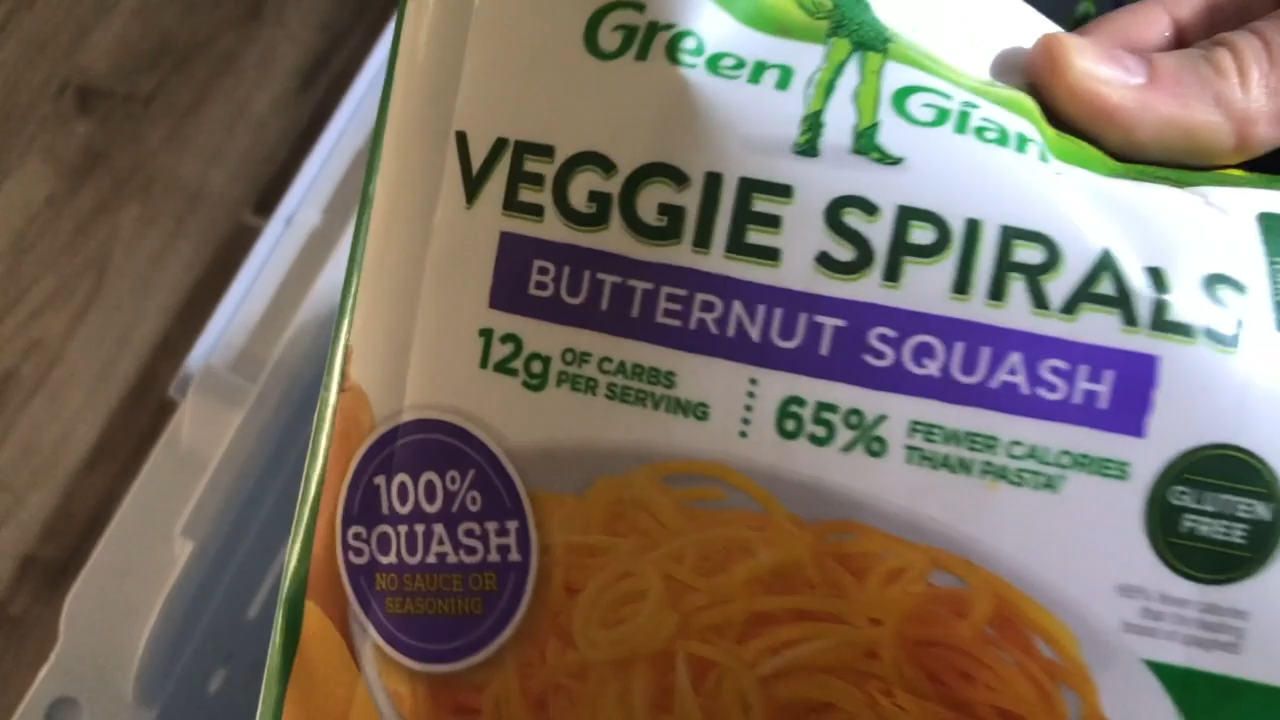 Green Gian
VEGGIE SPIRALS
BUTTERNUT SQUASH
12g OF CARBS
PER SERVING
65% FEWER CALORIES
THAN PASTA
100%
SQUASH
NO SAUCE OR
SEASONING
GLUTEN
FREE